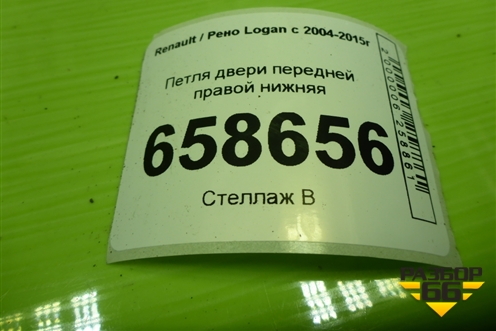 Renault / Рено Logan с 2004-2015г
Петля двери передней
правой нижняя
658656
Стеллаж В
РАЗБОР
66